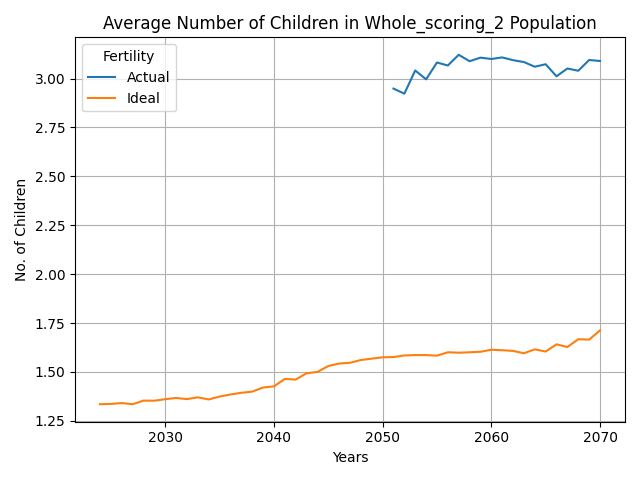 Average Number of Children in Whole_scoring_2 Population
Fertility
Actual
Ideal
3.00
2.75
2.50
2.25
2.00
1.75
1.50
1.25
No. of Children
2030 2040 2050 2060 2070
Years